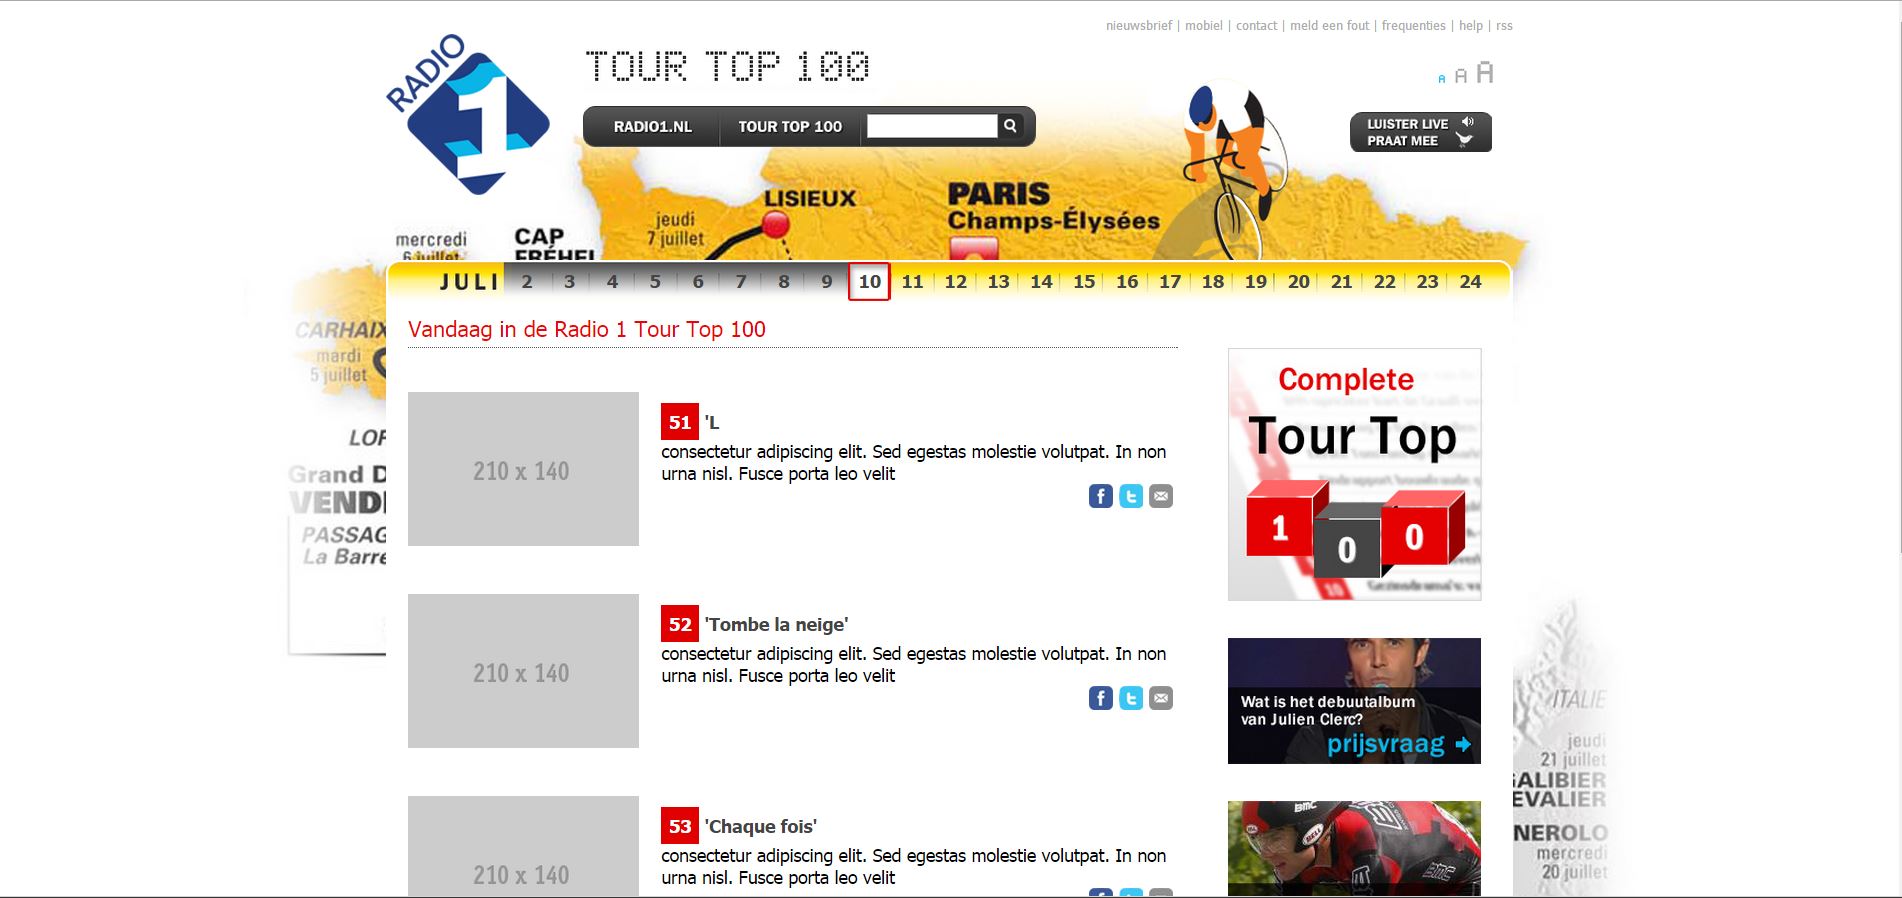 nieuwsbrief | mobiel | contact | meld een fout | frequenties | help | rss
RADIO
1
TOUR TOP 100
A A A
RADIO1.NL
TOUR TOP 100
LUISTER LIVE
PRAAT MEE
LISIEUX
PARIS
Champs-Élysées
jeudi
7 juillet
mercredi
6 juillet
CAP
FRÉHEL
JULI 2 3 4 5 6 7 8 9 10 11 12 13 14 15 16 17 18 19 20 21 22 23 24
CARHAIX
mardi
5 juillet
Grand D
VENDI
PASSAG
La Barre
Vandaag in de Radio 1 Tour Top 100
210 x 140
51 'L
consectetur adipiscing elit. Sed egestas molestie volutpat. In non
urna nisl. Fusce porta leo velit
210 x 140
52 'Tombe la neige'
consectetur adipiscing elit. Sed egestas molestie volutpat. In non
urna nisl. Fusce porta leo velit
210 x 140
53 'Chaque fois'
consectetur adipiscing elit. Sed egestas molestie volutpat. In non
urna nisl. Fusce porta leo velit
Complete
Tour Top
1 0 0
10
Wat is het debuutalbum
van Julien Clerc?
prijsvraag
BMC
BELL
BMC
ITALIE
jeudi
21 juillet
GALIBIER
EVALIER
NEROLO
mercredi
20 juillet